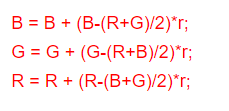 B = B + (B-(R+G)/2)*r;
G = G + (G-(R+B)/2)*r;
R = R + (R-(B+G)/2)*r;